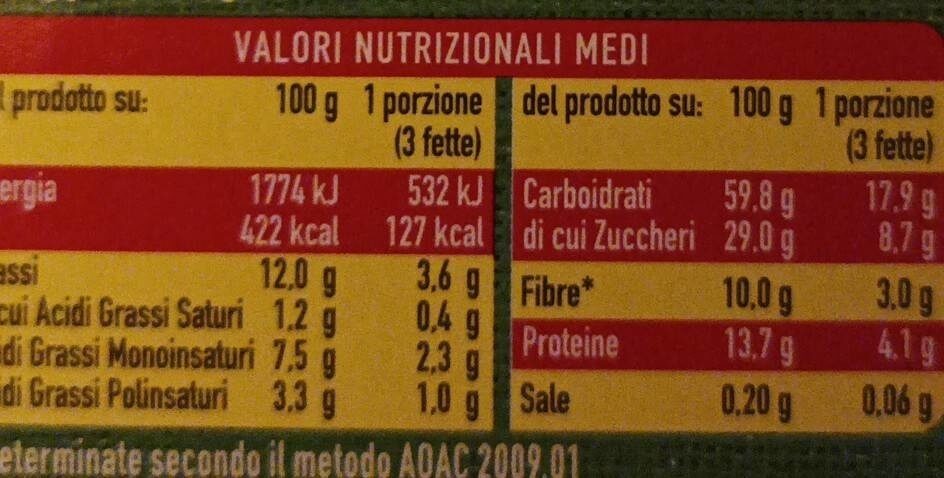 VALORI NUTRIZIONALI MEDI
prodotto su: 100 g 1 porzione
(3 fette)
ergia 1774 kJ 532 kJ
422 kcal 127 kcal
assi 12,0 g 3,6 g
cui Acidi Grassi Saturi 1,2 g 0,4 g
di Grassi Monoinsaturi 7,5 g 2,3 g
di Grassi Polinsaturi 3,3 g 1,0 g
del prodotto su: 100 g 1 porzione
(3 fette)
Carboidrati 59,8 g 17,9 g
di cui Zuccheri 29,0 g 8,7 g
Fibre* 10,0 g 3,0 g
Proteine 13,7 g 4,1 g
Sale 0,20 g 0,06 g
eterminate secondo il metodo AOAC 2009.01